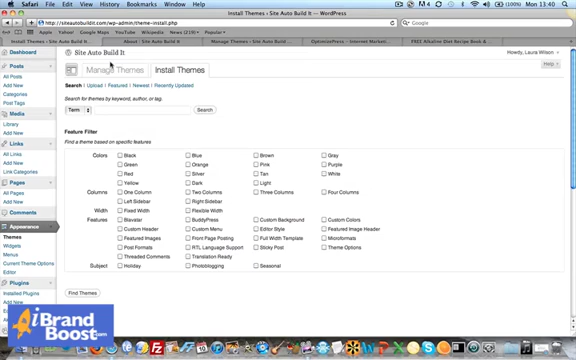 Safari File Edit View History Bookmarks Window Help
Mon 13:40
Install Themes ‹ Site Auto Build It — WordPress
http://siteautobuildit.com/wp-admin/theme-install.php
Google
Apple Yahoo! Google Maps YouTube Wikipedia News Popular
Install Themes ‹ Site Auto Build It...
About | Site Auto Build It
Manage Themes ‹ Site Auto Build...
OptimizePress - Internet Market...
FREE Alkaline Diet Recipe Book &
Site Auto Build It
Howdy, Laura Wilson
Help
Manage Themes Install Themes
Search | Upload | Featured | Newest | Recently Updated
Search for themes by keyword, author, or tag.
Term Search
Feature Filter
Find a theme based on specific features
Colors Black Blue Brown Gray
Green Orange Pink Purple
Red Silver Tan White
Yellow Dark Light
Columns One Column Two Columns Three Columns Four Columns
Left Sidebar Right Sidebar
Width Fixed Width Flexible Width
Features Blavatar BuddyPress Custom Background Custom Colors
Custom Header Custom Menu Editor Style Featured Image Header
Featured Images Front Page Posting Full Width Template Microformats
Post Formats RTL Language Support Sticky Post Theme Options
Threaded Comments Translation Ready
Subject Holiday Photoblogging Seasonal
Find Themes
Dashboard
Posts
All Posts
Add New
Categories
Post Tags
Media
Library
Add New
Links
All Links
Add New
Link Categories
Pages
All Pages
Add New
Comments
Appearance
Themes
Widgets
Menus
Current Theme Options
Editor
Plugins
Installed Plugins
Add New
iBrand
Boost.com